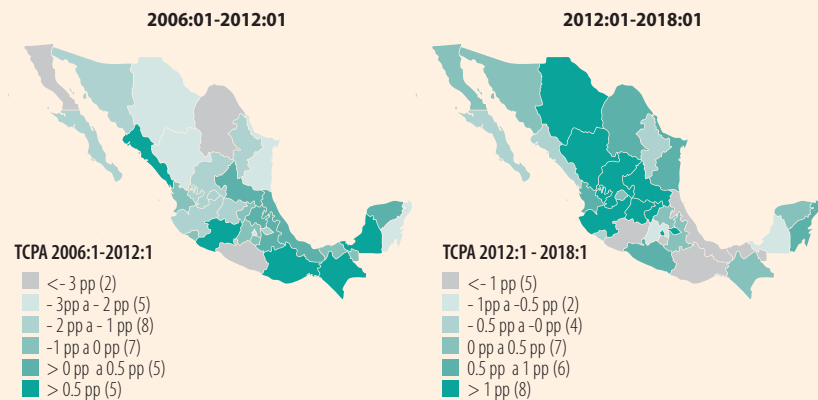 2006:01-2012:01
TCPA 2006:1-2012:1
<- 3 pp (2)
- 3pp a - 2 pp (5)
- 2 pp a - 1 pp (8)
-1 pp a 0 pp (7)
> 0 pp a 0.5 pp (5)
> 0.5 pp (5)
2012:01-2018:01
TCPA 2012:1 - 2018:1
<- 1 pp (5)
- 1pp a -0.5 pp (2)
- 0.5 pp a -0 pp (4)
0 pp a 0.5 pp (7)
0.5 pp a 1 pp (6)
> 1 pp (8)